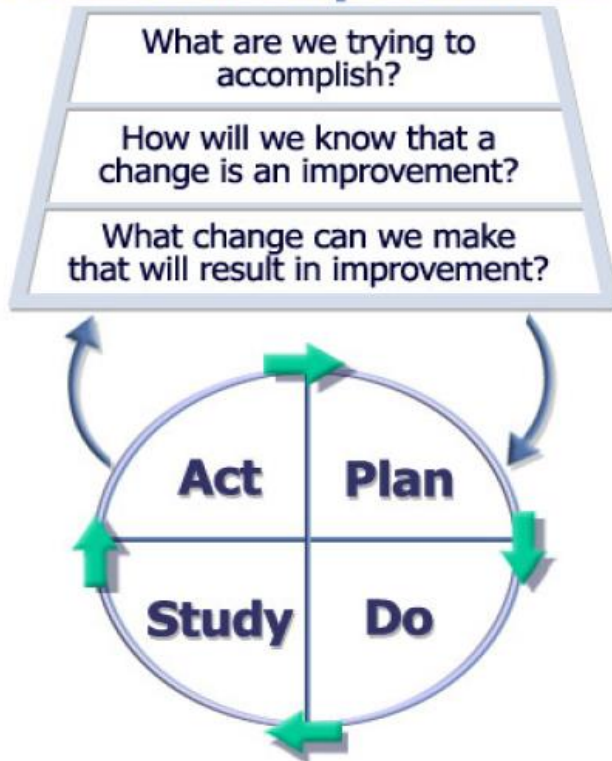 What are we trying to
accomplish?
How will we know that a
change is an improvement?
What change can we make
that will result in improvement?
Act
Plan
Study
Do